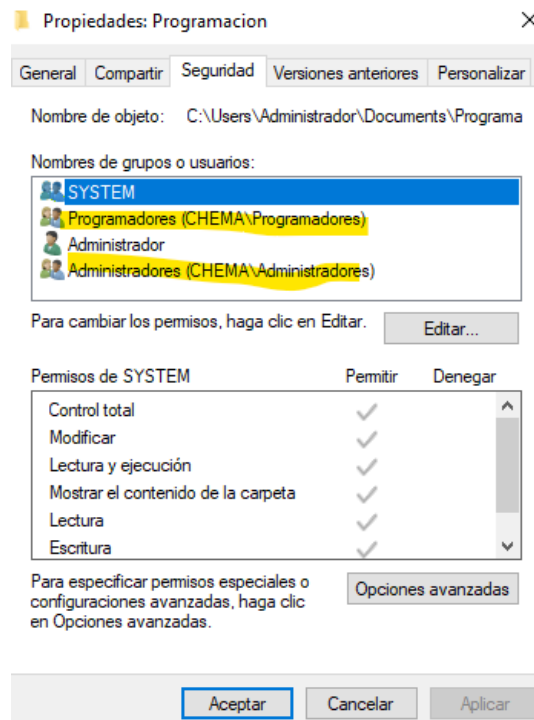 Propiedades: Programacion
General Compartir Seguridad Versiones anteriores Personalizar
Nombre de objeto: C:\Users\Administrador\Documents\Programa
Nombres de grupos o usuarios:
SYSTEM
Programadores (CHEMA\Programadores)
Administrador
Administradores (CHEMA\Administradores)
Para cambiar los permisos, haga clic en Editar. Editar...
Permisos de SYSTEM Permitir Denegar
Control total
Modificar
Lectura y ejecución
Mostrar el contenido de la carpeta
Lectura
Escritura
Para especificar permisos especiales o
configuraciones avanzadas, haga clic
en Opciones avanzadas.
Opciones avanzadas
Aceptar Cancelar Aplicar